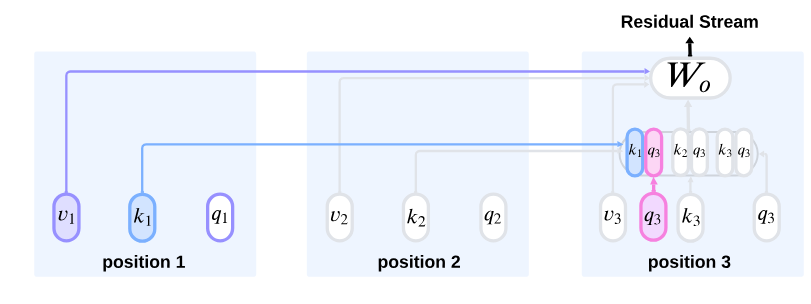 Residual Stream
W_o
k_1 q_3 k_2 q_3 k_3 q_3
v_1 k_1 q_1 v_2 k_2 q_2 v_3 q_3 k_3 q_3
position 1 position 2 position 3